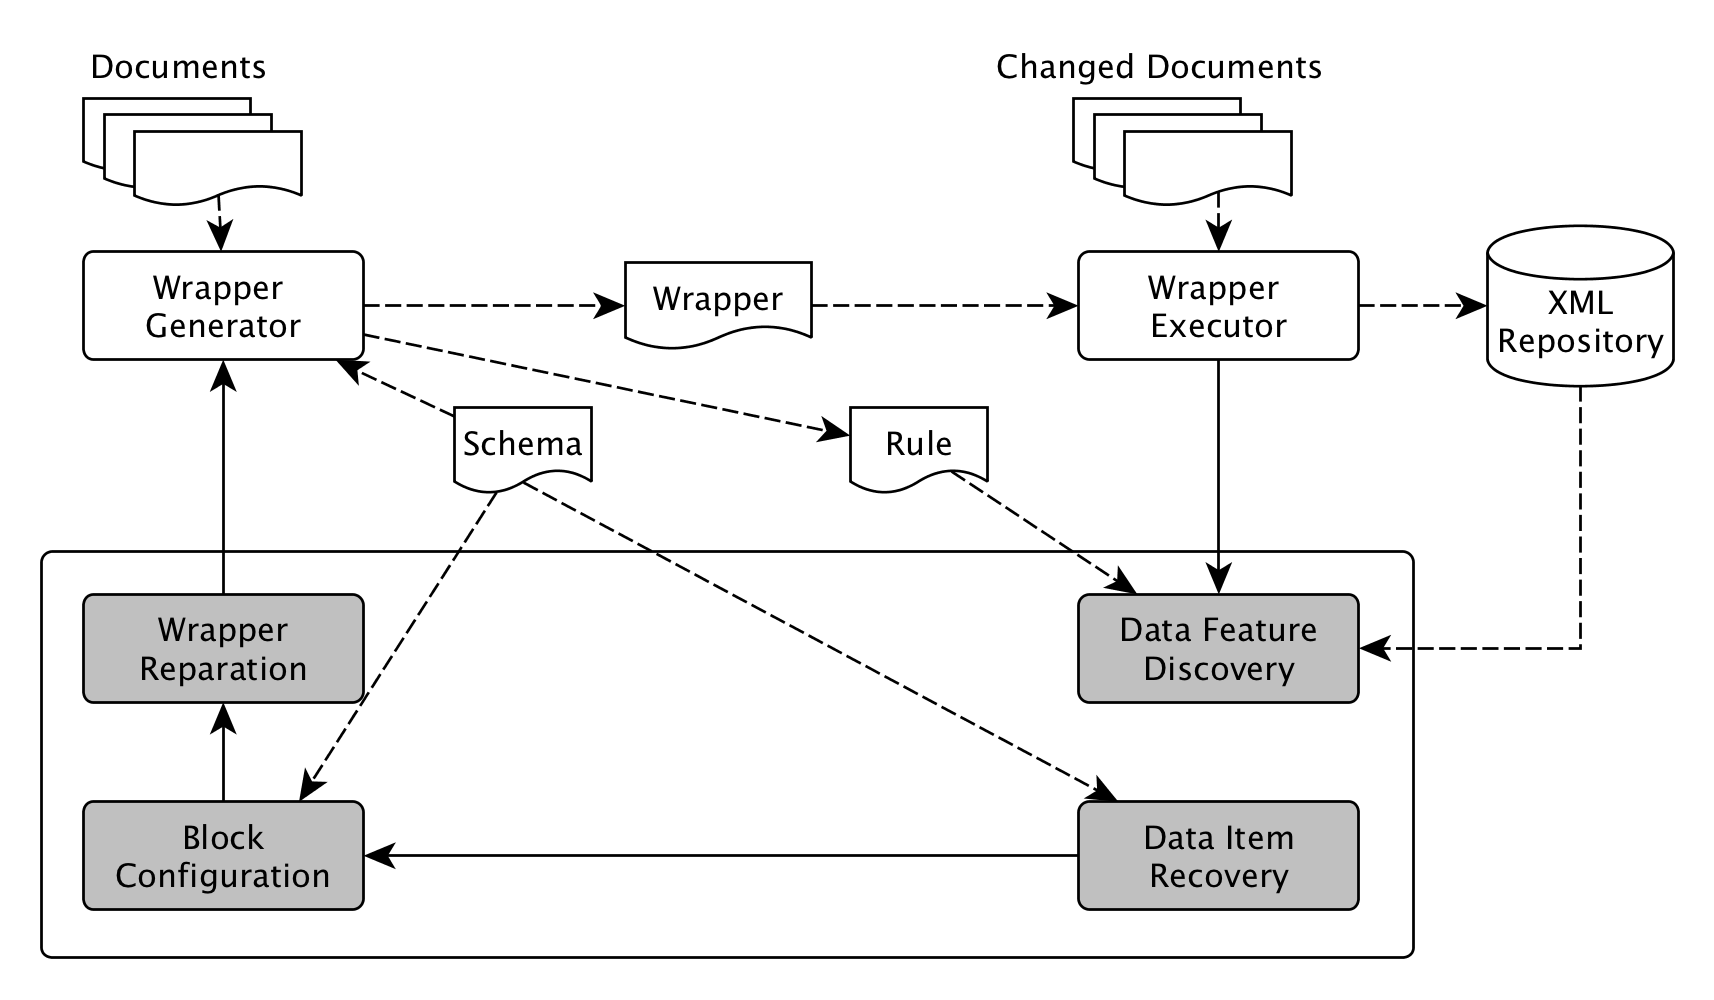 Documents
Changed Documents
Wrapper
Generator
Wrapper
Wrapper
Executor
XML
Repository
Schema
Rule
Wrapper
Reparation
Data Feature
Discovery
Block
Configuration
Data Item
Recovery